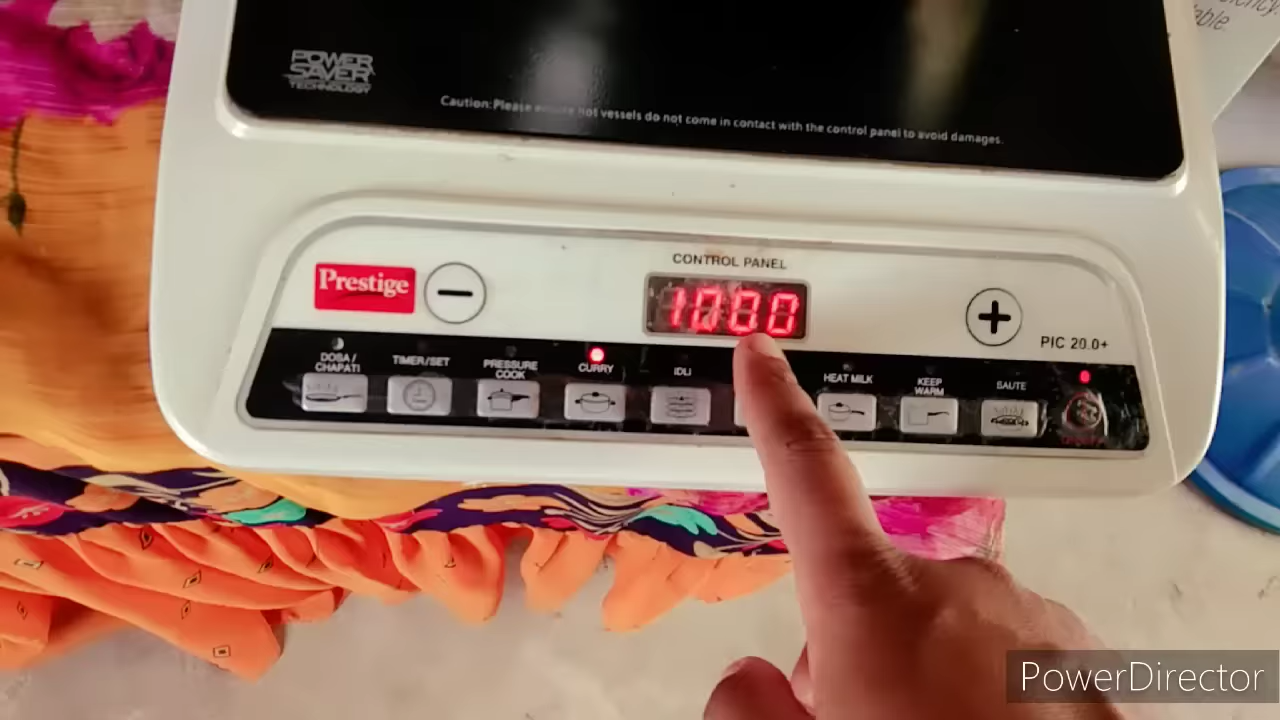 POWER
SAVER
TECHNOLOGY
Caution:Please ensure hot vessels do not come in contact with the control panel to avoid damages.
CONTROL PANEL
Prestige
1080
PIC 20.0+
DOSA/
CHAPATI
TIMER/SET
PRESSURE
COOK
CURRY
IDLI
HEAT MILK
KEEP
WARM
SAUTE
PowerDirector